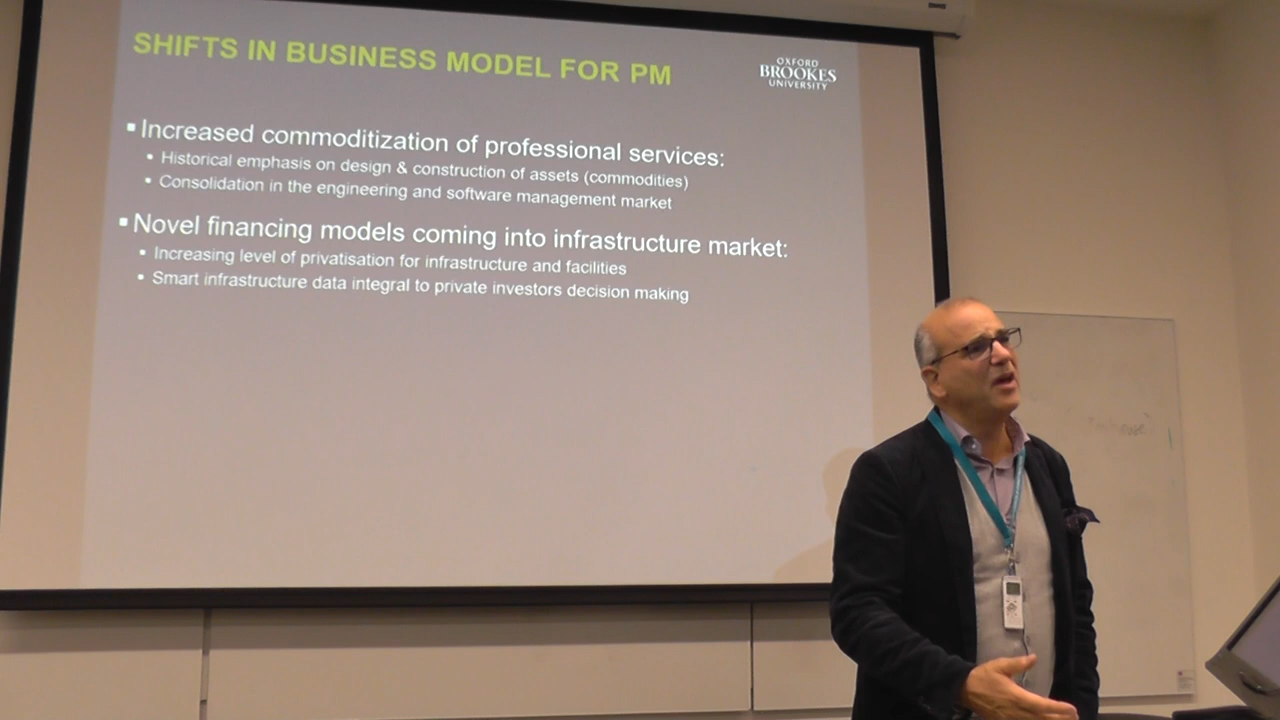 SHIFTS IN BUSINESS MODEL FOR PM
OXFORD
BROOKES
UNIVERSITY
▪ Increased commoditization of professional services:
• Historical emphasis on design & construction of assets (commodities)
• Consolidation in the engineering and software management market
▪ Novel financing models coming into infrastructure market:
• Increasing level of privatisation for infrastructure and facilities
• Smart infrastructure data integral to private investors decision making